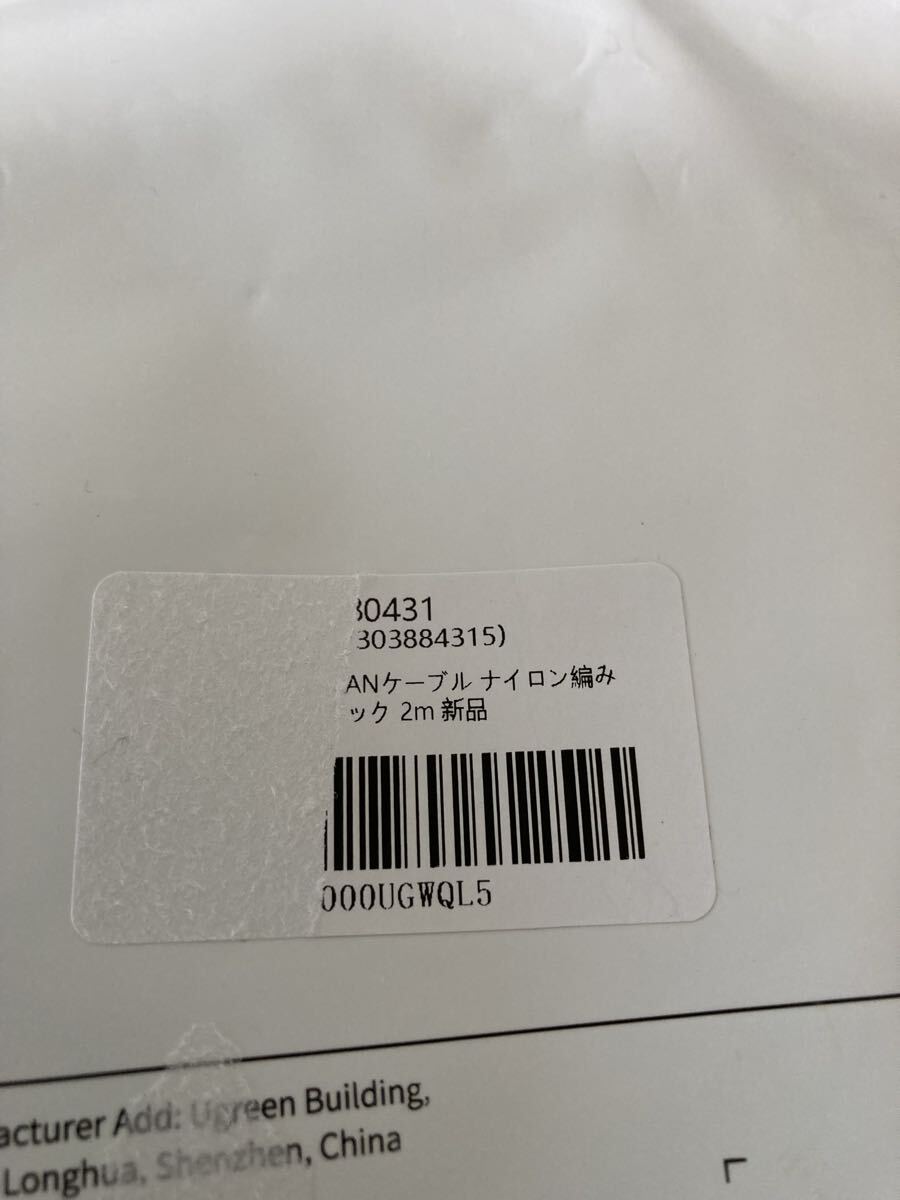 30431
303884315)
ANケーブル ナイロン編み
ック 2m 新品
000UGWQL5
acturer Add: Ugreen Building,
Longhua, Shenzhen, China